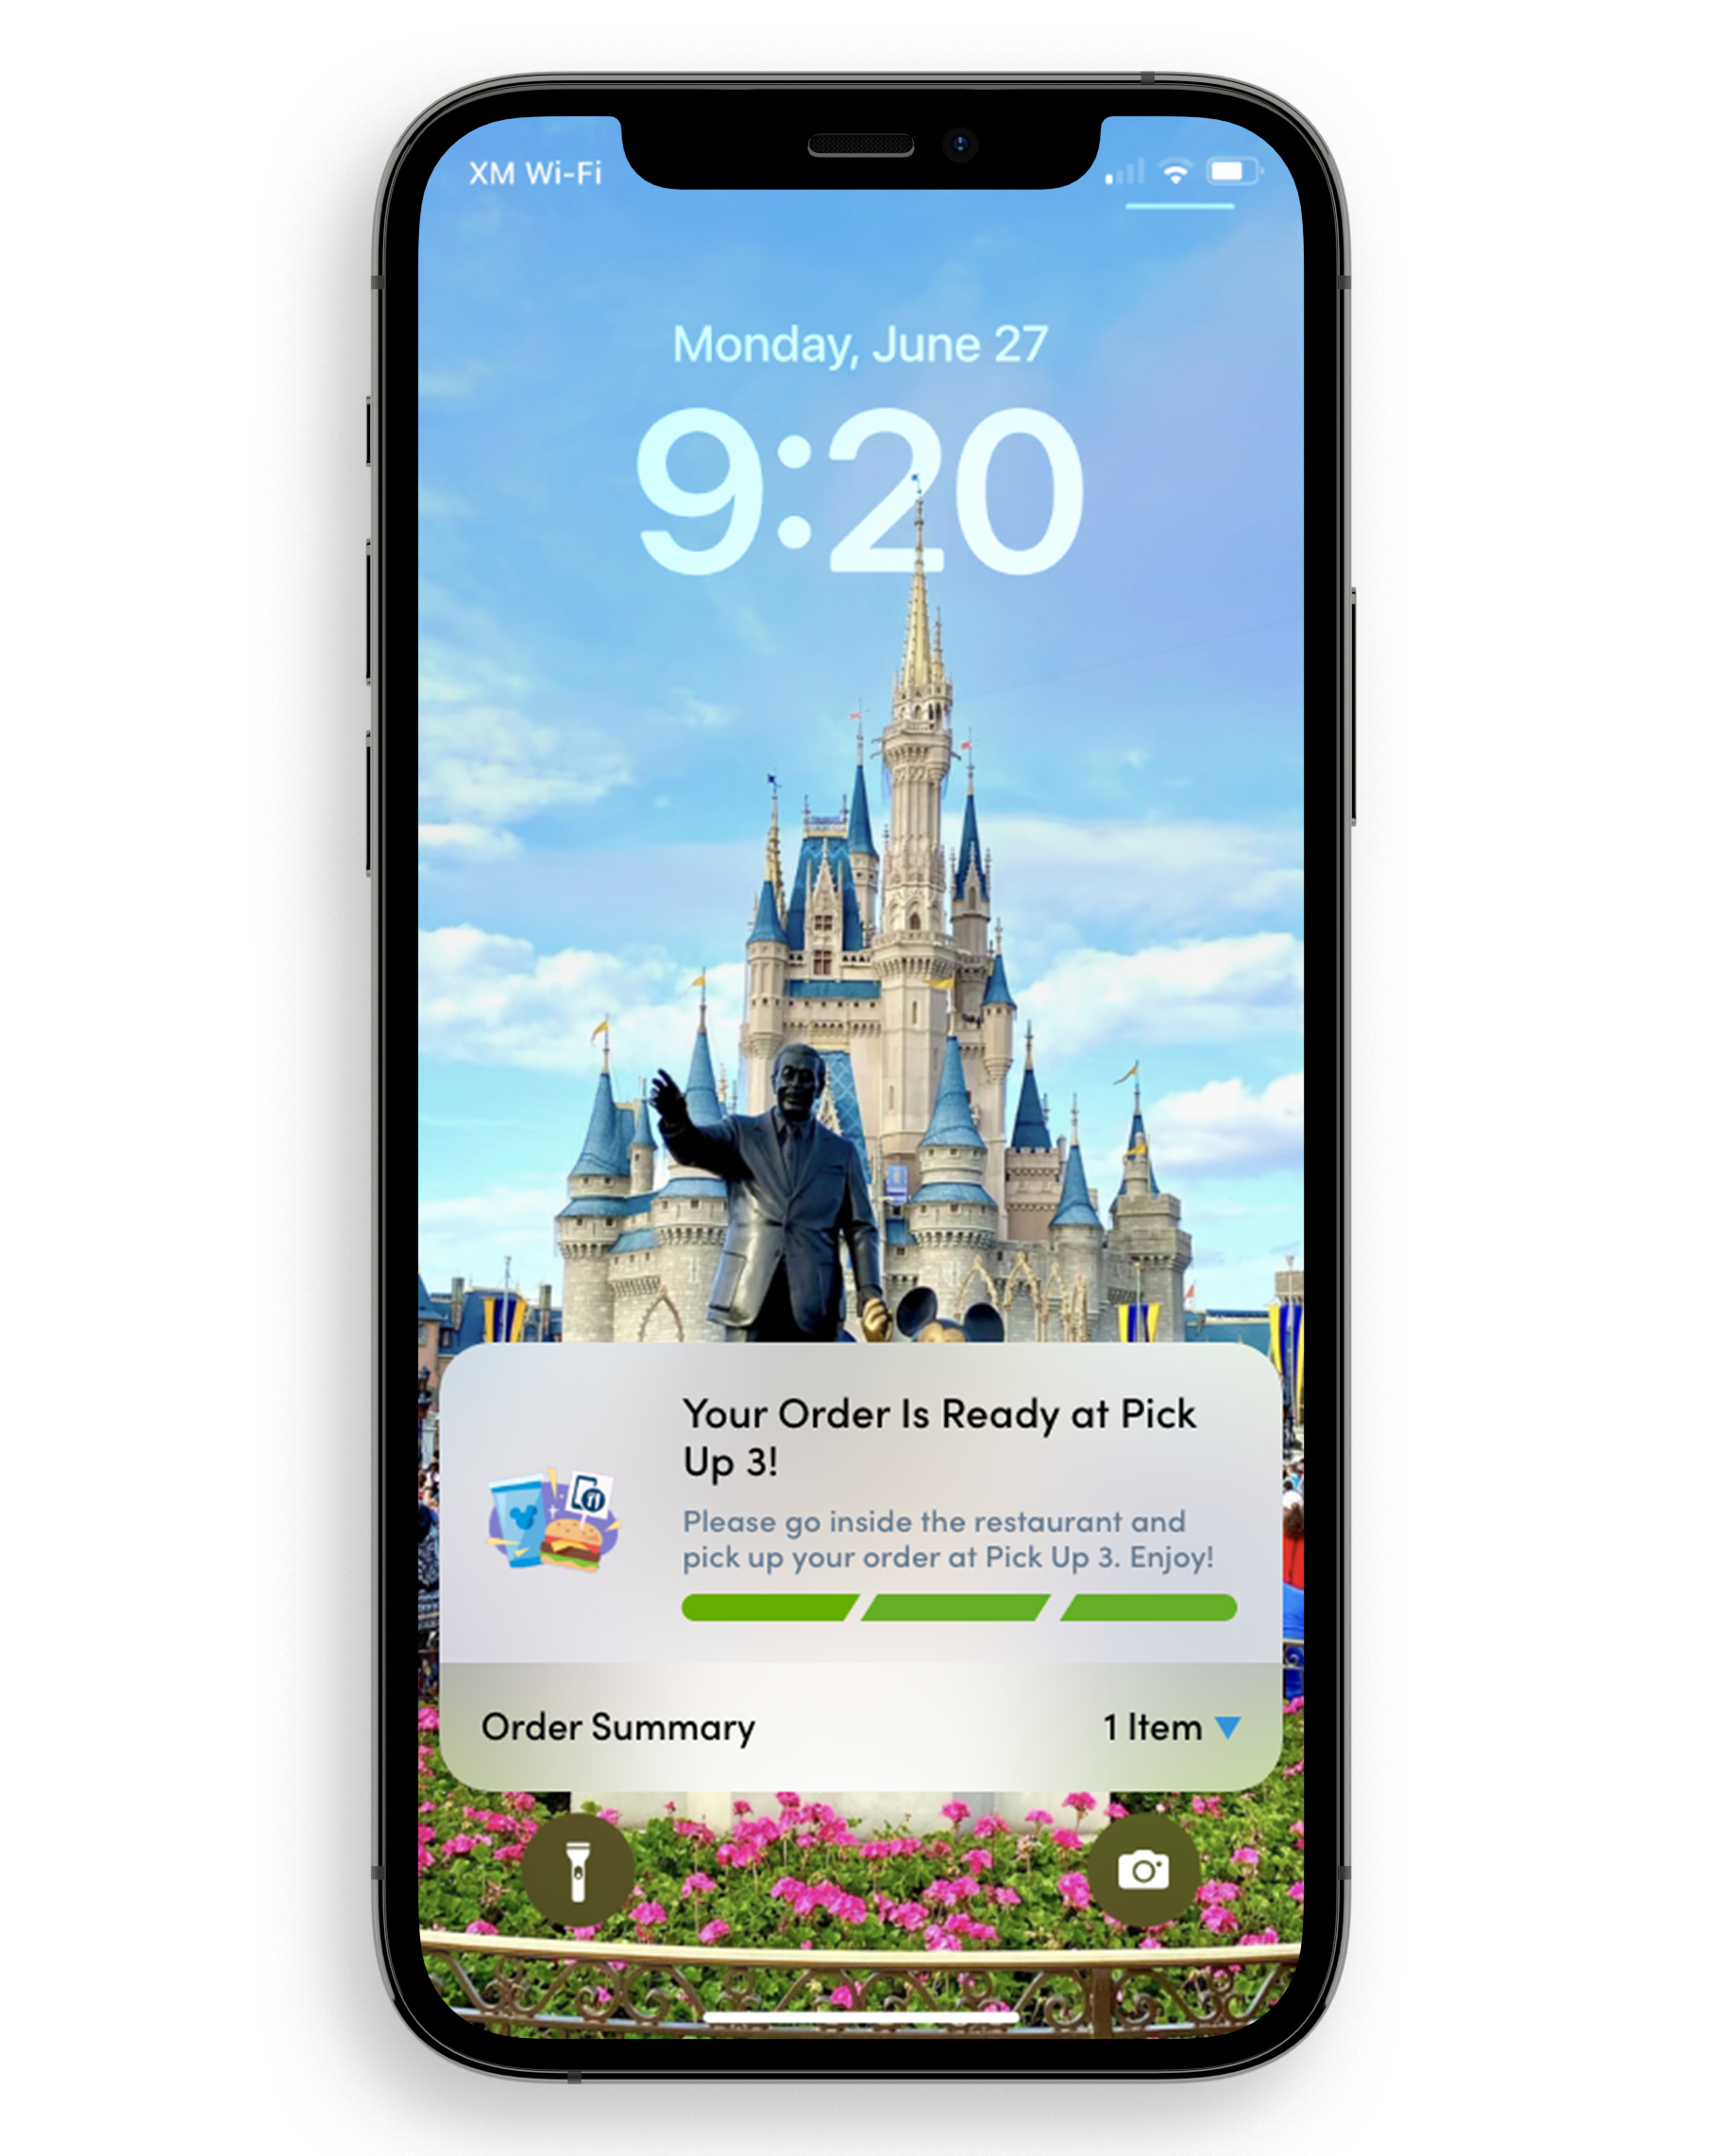 XM Wi-Fi
Monday, June 27
9:20
Your Order Is Ready at Pick
Up 3!
Please go inside the restaurant and
pick up your order at Pick Up 3. Enjoy!
Order Summary
1 Item